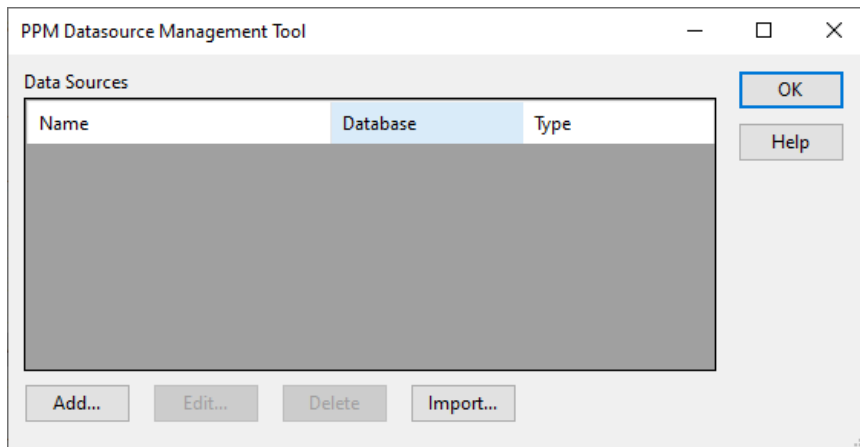 PPM Datasource Management Tool
Data Sources
OK
Name Database Type
Help
Add... Edit... Delete Import...